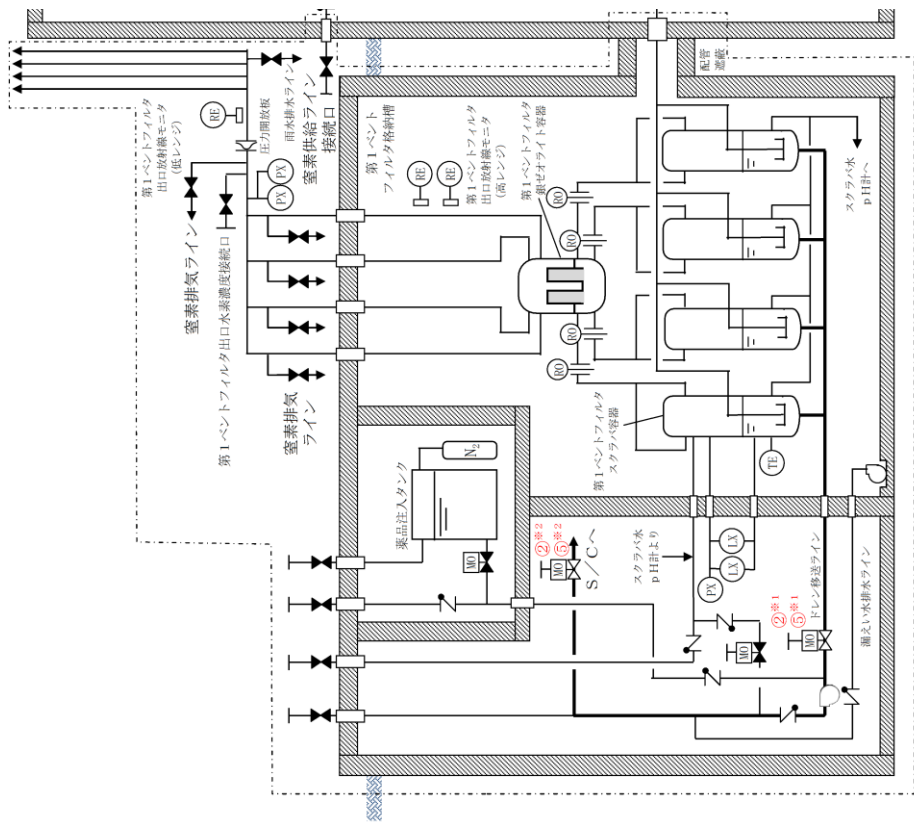 配管
遮蔽
第1ベントフィルタ
出口放射線モニタ
(低レンジ)
RE
圧力開放板
雨水排水ライン
窒素供給ライン
接続口
PX
PX
窒素排気ライン
第1ベントフィルタ出口水素濃度接続口
窒素排気
ライン
第1ベント
フィルタ格納槽
RE
RE
第1ベントフィルタ
出口放射線モニタ
(高レンジ)
第1ベントフィルタ
銀ゼオライト容器
RO
RO
RO
RO
スクラバ水
pH計へ
第1ベントフィルタ
スクラバ容器
TE
薬品注入タンク
N₂
MO
MO
②※2
⑤※2
S/Cへ
スクラバ水
pH計より
PX
LX
LX
MO
②※1
⑤※1
MO
ドレン移送ライン
漏えい水排水ライン